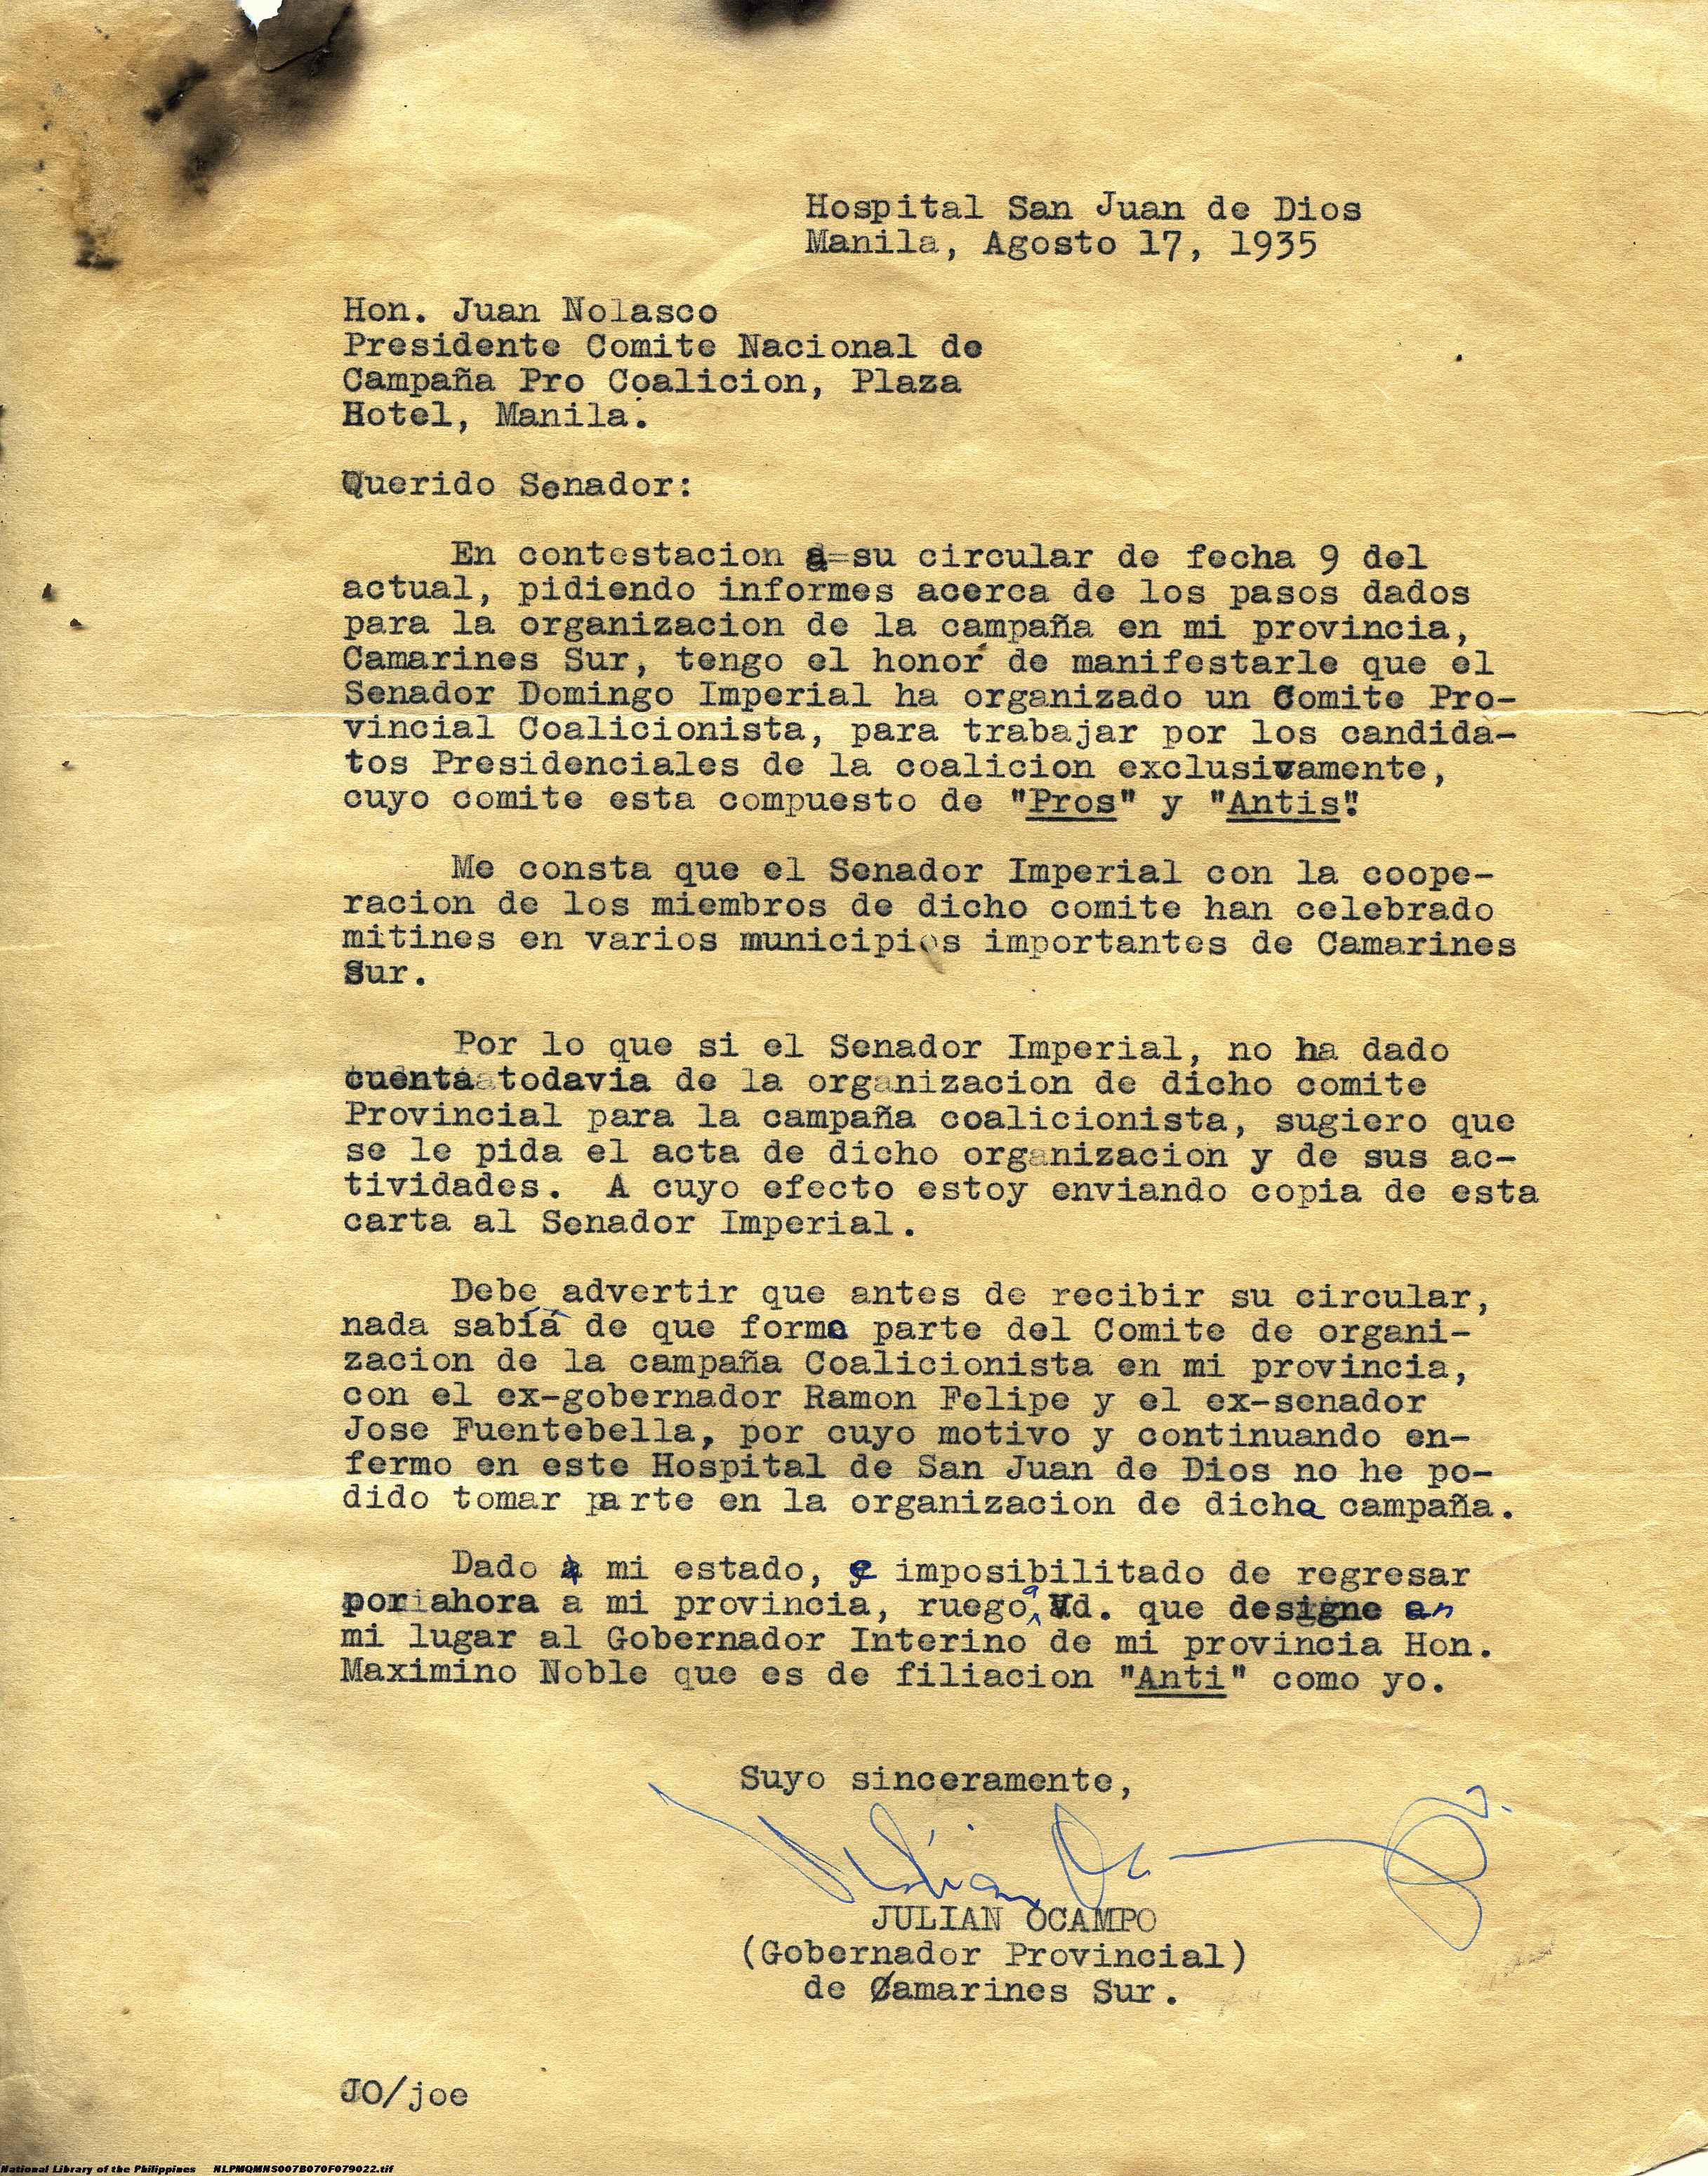 Hospital San Juan de Dios
Manila, Agosto 17, 1935
Hon. Juan Nolasco
Presidente Comite Nacional de
Campaña Pro Coalicion, Plaza
Hotel, Manila.
Querido Senador:
En contestacion a su circular de fecha 9 del
actual, pidiendo informes acerca de los pasos dados
para la organizacion de la campaña en mi provincia,
Camarines Sur, tengo el honor de manifestarle que el
Senador Domingo Imperial ha organizado un Comite Pro-
vincial Coalicionista, para trabajar por los candida-
tos Presidenciales de la coalicion exclusivamente,
cuyo comite esta compuesto de "Pros" y "Antis".
Me consta que el Senador Imperial con la coope-
racion de los miembros de dicho comite han celebrado
mitines en varios municipios importantes de Camarines
Sur.
Por lo que si el Senador Imperial, no ha dado
cuenta todavia de la organizacion de dicho comite
Provincial para la campaña coalicionista, sugiero que
se le pida el acta de dicho organizacion y de sus ac-
tividades. A cuyo efecto estoy enviando copia de esta
carta al Senador Imperial.
Debe advertir que antes de recibir su circular,
nada sabía de que formo parte del Comite de organi-
zacion de la campaña Coalicionista en mi provincia,
con el ex-gobernador Ramon Felipe y el ex-senador
Jose Fuentebella, por cuyo motivo y continuando en-
fermo en este Hospital de San Juan de Dios no he po-
dido tomar parte en la organizacion de dicha campaña.
Dado mi estado, e imposibilitado de regresar
por ahora a mi provincia, ruego a Vd. que designe en
mi lugar al Gobernador Interino de mi provincia Hon.
Maximino Noble que es de filiacion "Anti" como yo.
Suyo sinceramente,
Julian Oc
JULIAN OCAMPO
(Gobernador Provincial)
de Camarines Sur.
JO/joe
National Library of the Philippines NLPMQMNS007B070F079022.tif